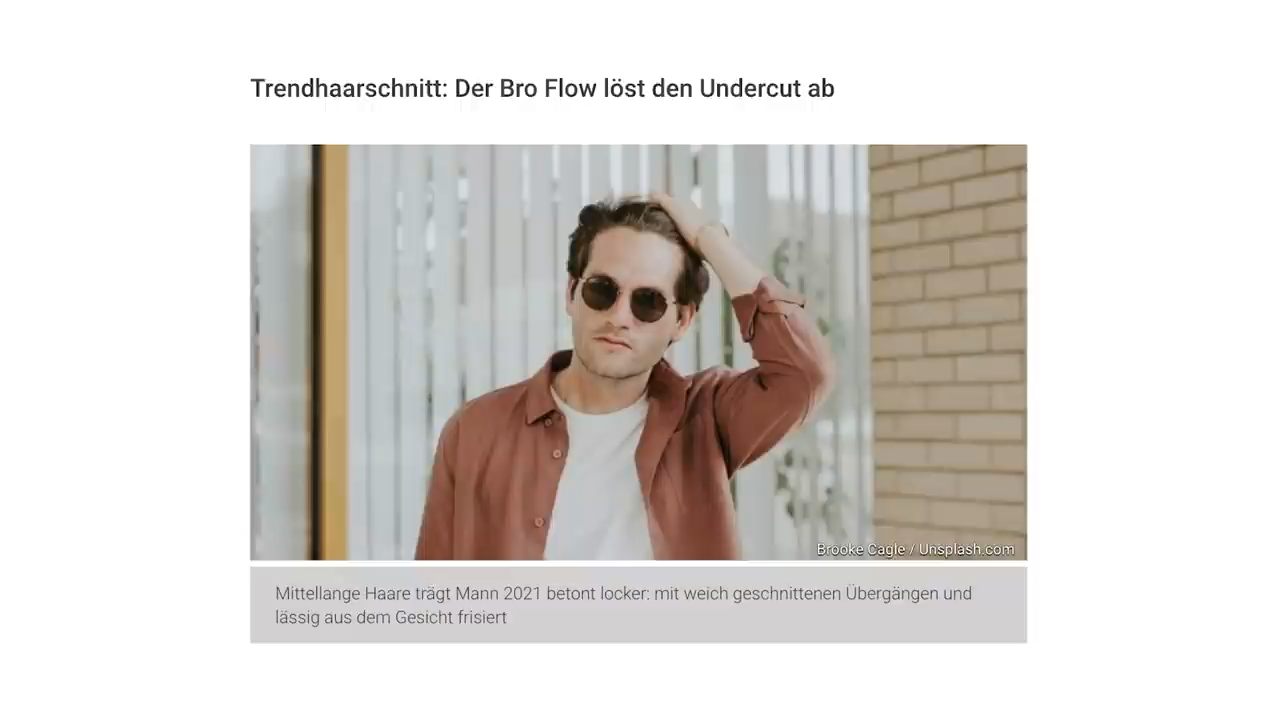 Trendhaarschnitt: Der Bro Flow löst den Undercut ab
Brooke Cagle / Unsplash.com
Mittellange Haare trägt Mann 2021 betont locker: mit weich geschnittenen Übergängen und
lässig aus dem Gesicht frisiert